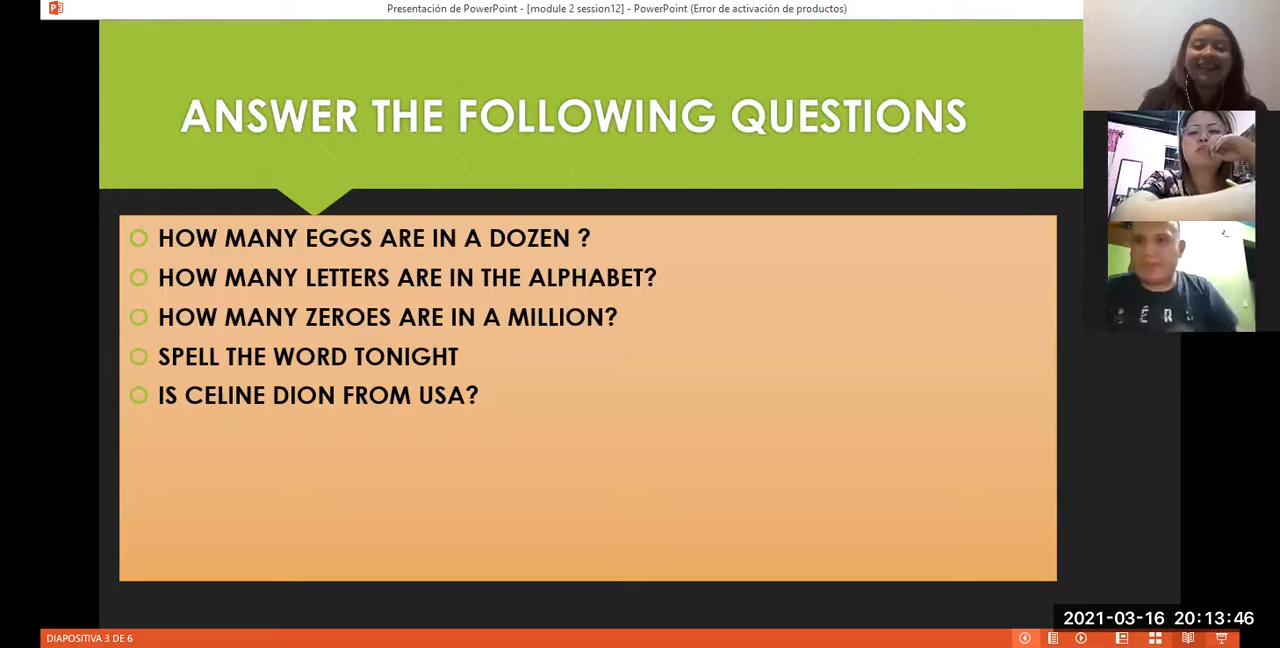 Presentación de PowerPoint - [module 2 session12] - PowerPoint (Error de activación de productos)
ANSWER THE FOLLOWING QUESTIONS
HOW MANY EGGS ARE IN A DOZEN ?
HOW MANY LETTERS ARE IN THE ALPHABET?
HOW MANY ZEROES ARE IN A MILLION?
SPELL THE WORD TONIGHT
IS CELINE DION FROM USA?
2021-03-16 20:13:46
DIAPOSITIVA 3 DE 6